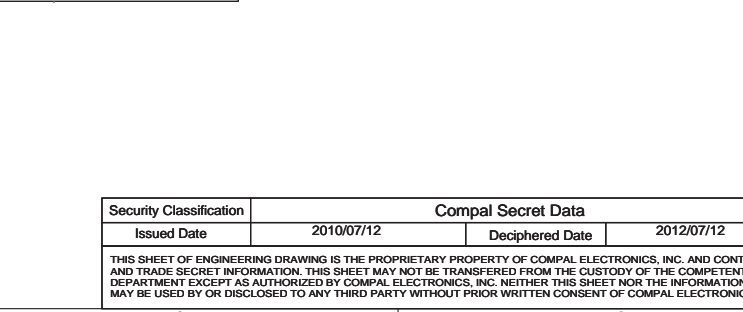 Security Classification Compal Secret Data
Issued Date 2010/07/12 Deciphered Date 2012/07/12
THIS SHEET OF ENGINEERING DRAWING IS THE PROPRIETARY PROPERTY OF COMPAL ELECTRONICS, INC. AND CONT
AND TRADE SECRET INFORMATION. THIS SHEET MAY NOT BE TRANSFERED FROM THE CUSTODY OF THE COMPETENT
DEPARTMENT EXCEPT AS AUTHORIZED BY COMPAL ELECTRONICS, INC. NEITHER THIS SHEET NOR THE INFORMATION
MAY BE USED BY OR DISCLOSED TO ANY THIRD PARTY WITHOUT PRIOR WRITTEN CONSENT OF COMPAL ELECTRONIC